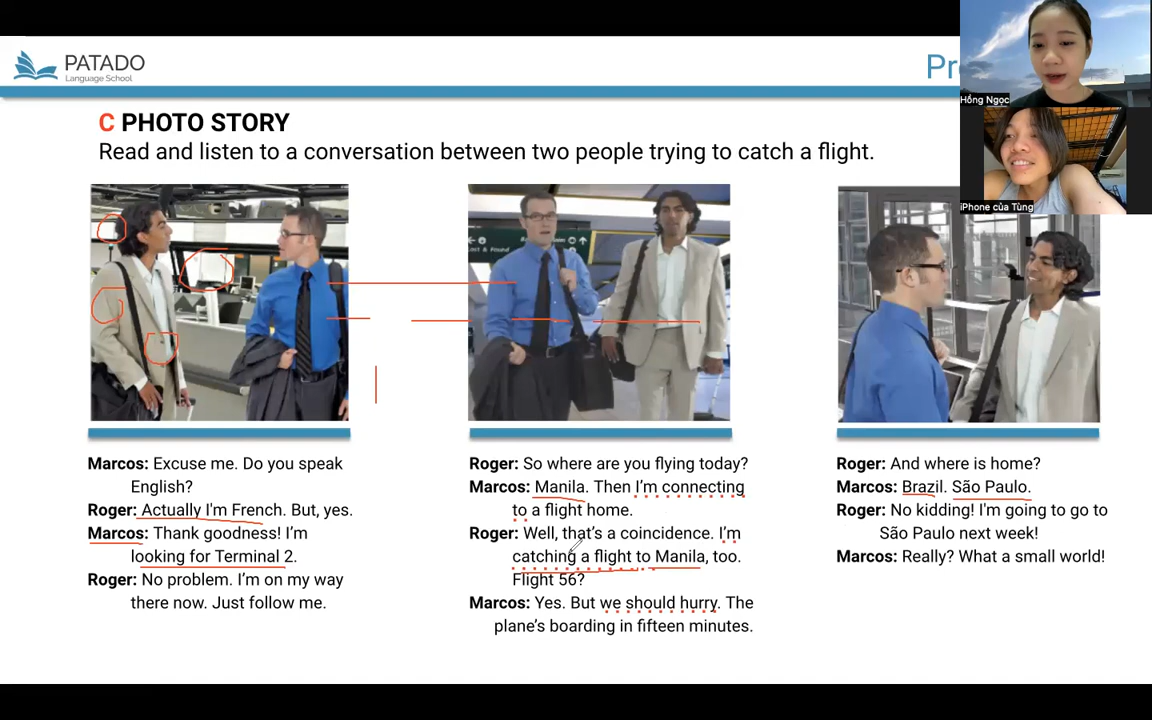 PATADO
Language School
Pr
Hồng Ngọc
iPhone của Tùng
C PHOTO STORY
Read and listen to a conversation between two people trying to catch a flight.
Lost & Found
Marcos: Excuse me. Do you speak
English?
Roger: Actually I'm French. But, yes.
Marcos: Thank goodness! I'm
looking for Terminal 2.
Roger: No problem. I'm on my way
there now. Just follow me.
Roger: So where are you flying today?
Marcos: Manila. Then I'm connecting
to a flight home.
Roger: Well, that's a coincidence. I'm
catching a flight to Manila, too.
Flight 56?
Marcos: Yes. But we should hurry. The
plane's boarding in fifteen minutes.
Roger: And where is home?
Marcos: Brazil. São Paulo.
Roger: No kidding! I'm going to go to
São Paulo next week!
Marcos: Really? What a small world!